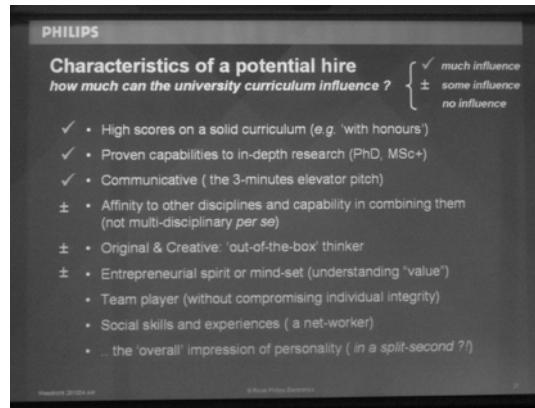 PHILIPS
Characteristics of a potential hire
how much can the university curriculum influence ?
✓ much influence
± some influence
no influence
✓ • High scores on a solid curriculum (e.g. 'with honours')
✓ • Proven capabilities to in-depth research (PhD, MSc+)
✓ • Communicative ( the 3-minutes elevator pitch)
± • Affinity to other disciplines and capability in combining them
(not multi-disciplinary per se)
± • Original & Creative: 'out-of-the-box' thinker
± • Entrepreneurial spirit or mind-set (understanding "value")
• Team player (without compromising individual integrity)
• Social skills and experiences ( a net-worker)
• .. the 'overall' impression of personality ( in a split-second ?!)